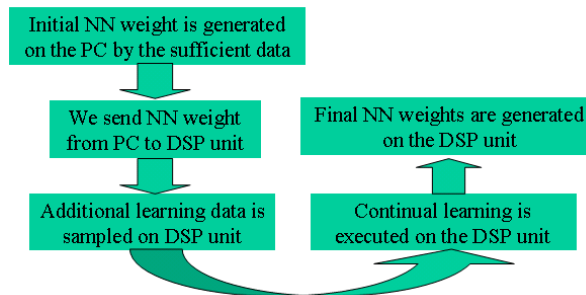 Initial NN weight is generated
on the PC by the sufficient data
We send NN weight
from PC to DSP unit
Additional learning data is
sampled on DSP unit
Continual learning is
executed on the DSP unit
Final NN weights are generated
on the DSP unit